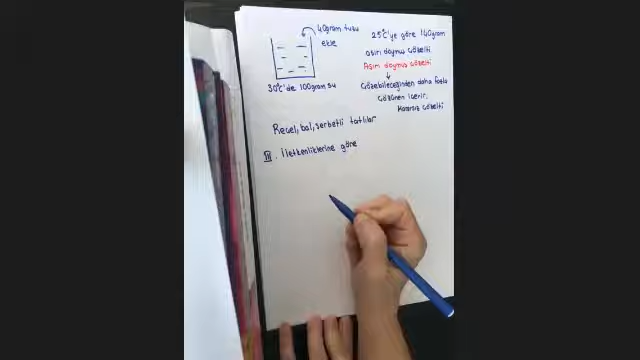 40gram tuzu
ekle
30°C'de 100gram su
25°C'ye göre 140gram
aşırı doymuş çözelti
Aşırı doymuş çözelti
Çözebileceğinden daha fazla
çözünen içerir.
Kararsız çözelti
Reçel, bal, şerbetli tatlılar
III. İletkenliklerine göre